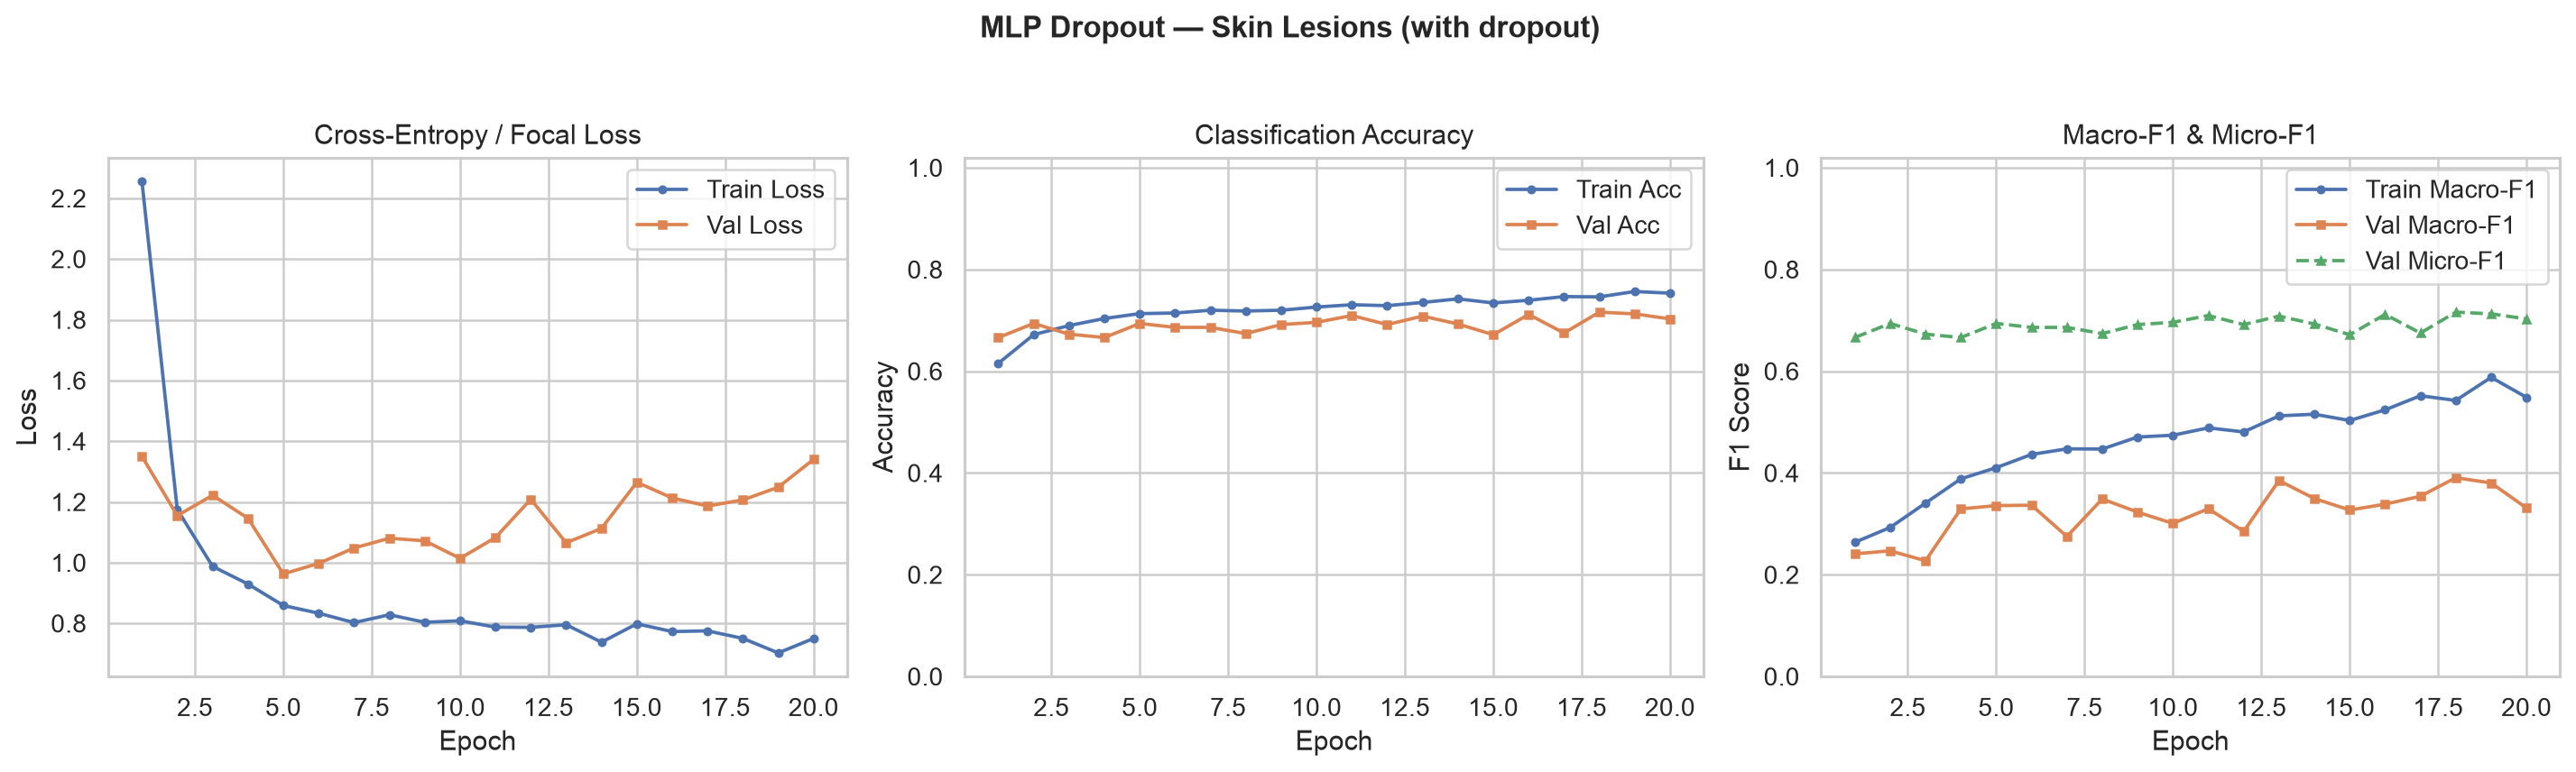 MLP Dropout — Skin Lesions (with dropout)
Cross-Entropy / Focal Loss
Train Loss
Val Loss
2.2
2.0
1.8
1.6
1.4
1.2
1.0
0.8
Loss
2.5 5.0 7.5 10.0 12.5 15.0 17.5 20.0
Epoch
Classification Accuracy
Train Acc
Val Acc
1.0
0.8
0.6
0.4
0.2
0.0
Accuracy
2.5 5.0 7.5 10.0 12.5 15.0 17.5 20.0
Epoch
Macro-F1 & Micro-F1
Train Macro-F1
Val Macro-F1
Val Micro-F1
1.0
0.8
0.6
0.4
0.2
0.0
F1 Score
2.5 5.0 7.5 10.0 12.5 15.0 17.5 20.0
Epoch